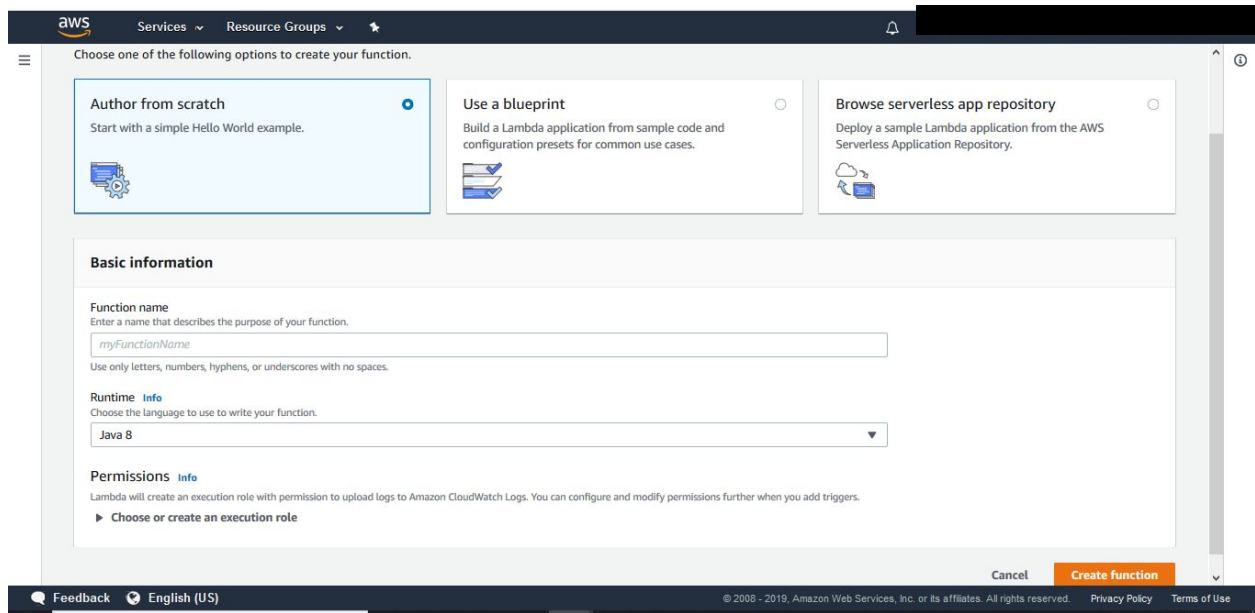 aws
Services
Resource Groups
Choose one of the following options to create your function.
Author from scratch
Start with a simple Hello World example.
Use a blueprint
Build a Lambda application from sample code and
configuration presets for common use cases.
Browse serverless app repository
Deploy a sample Lambda application from the AWS
Serverless Application Repository.
Basic information
Function name
Enter a name that describes the purpose of your function.
myFunctionName
Use only letters, numbers, hyphens, or underscores with no spaces.
Runtime Info
Choose the language to use to write your function.
Java 8
Permissions Info
Lambda will create an execution role with permission to upload logs to Amazon CloudWatch Logs. You can configure and modify permissions further when you add triggers.
Choose or create an execution role
Cancel
Create function
Feedback
English (US)
© 2008 - 2019, Amazon Web Services, Inc. or its affiliates. All rights reserved.
Privacy Policy
Terms of Use